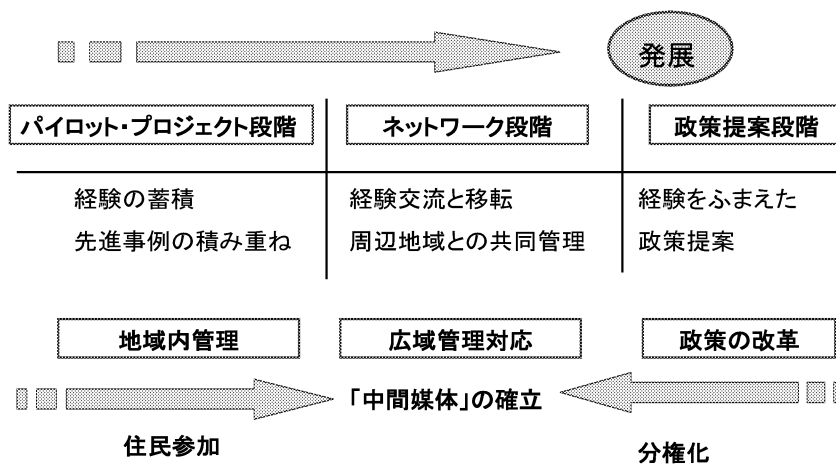 発展
パイロット・プロジェクト段階
ネットワーク段階
政策提案段階
経験の蓄積
先進事例の積み重ね
経験交流と移転
周辺地域との共同管理
経験をふまえた
政策提案
地域内管理
広域管理対応
政策の改革
「中間媒体」の確立
住民参加
分権化